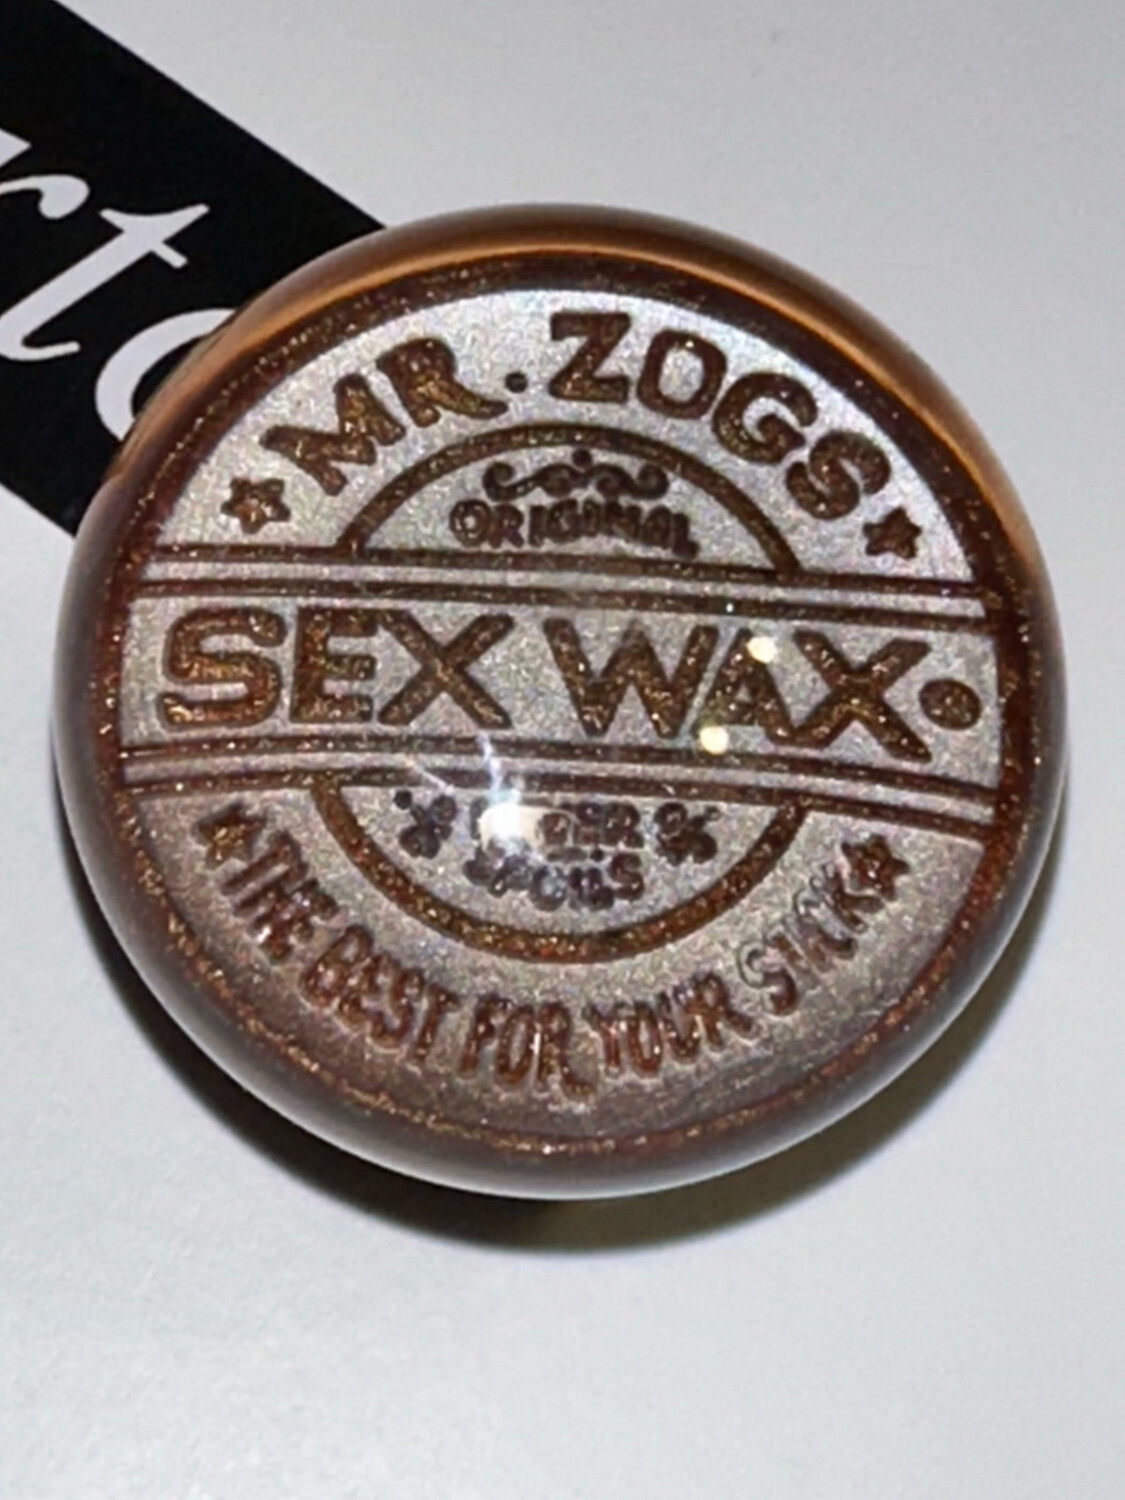 MR. ZOGS
ORIGINAL
SEX WAX
THE BEST FOR YOUR STICK